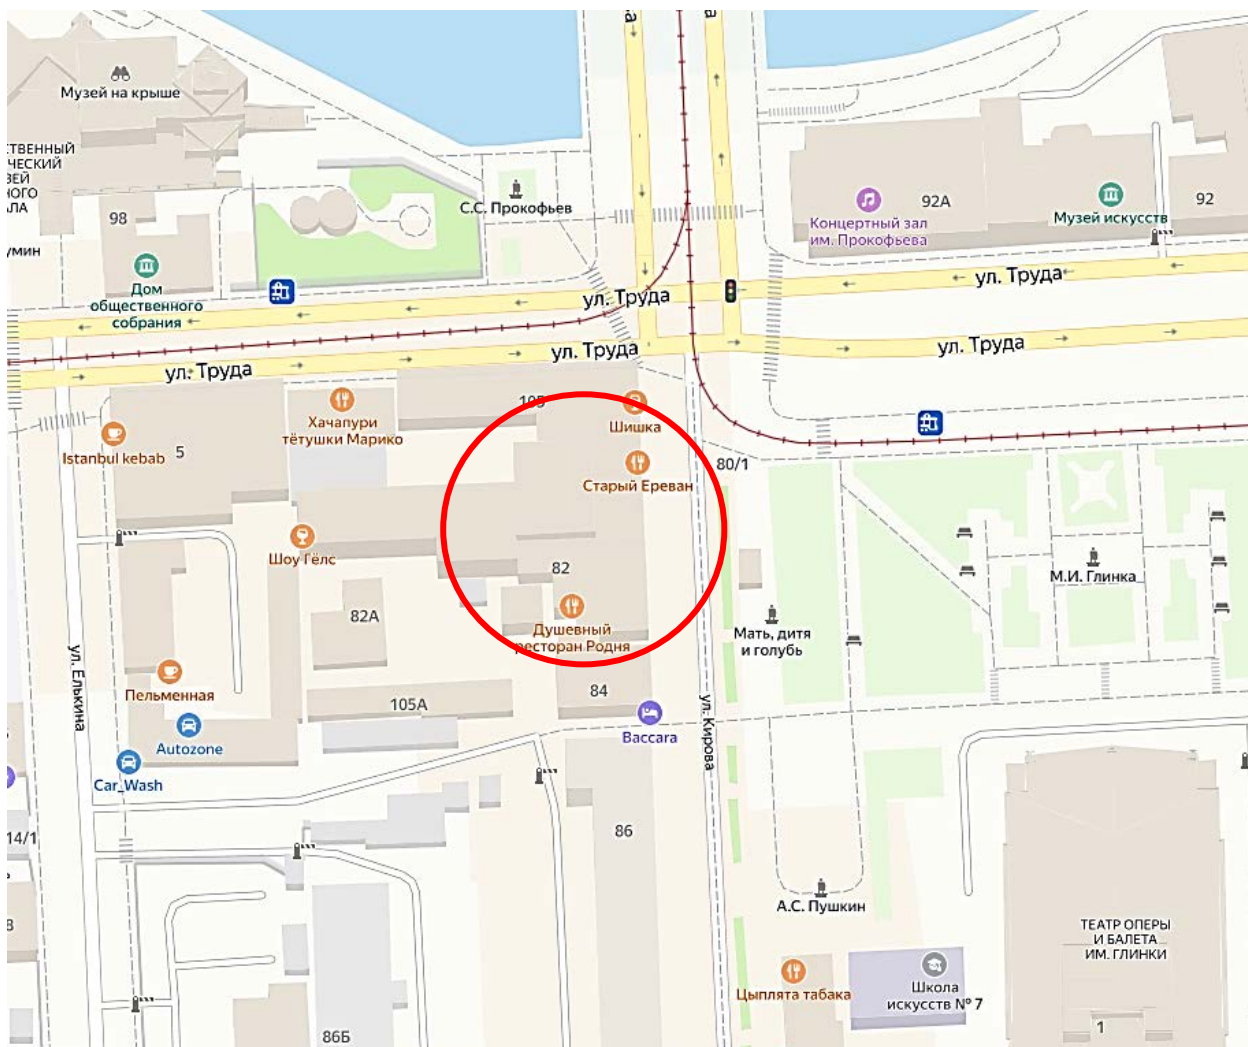 а
а
Музей на крыше
СТВЕННЫЙ
ЧЕСКИЙ
ЗЕЙ
НОГО
АЛА
98
умин
Дом
общественного
собрания
С.С. Прокофьев
92А
92
Концертный зал
им. Прокофьева
Музей искусств
ул. Труда
ул. Труда
ул. Труда
ул. Труда
ул. Труда
Хачапури
тётушки Марико
Istanbul kebab
5
Шишка
Старый Ереван
80/1
Шоу Гёлс
82
82А
Душевный
ресторан Родня
Мать, дитя
и голубь
М.И. Глинка
ул. Елькина
Пельменная
105А
84
Baccara
ул. Кирова
Autozone
Car_Wash
14/1
86
А.С. Пушкин
ТЕАТР ОПЕРЫ
И БАЛЕТА
ИМ. ГЛИНКИ
Цыплята табака
Школа
искусств № 7
86Б
1